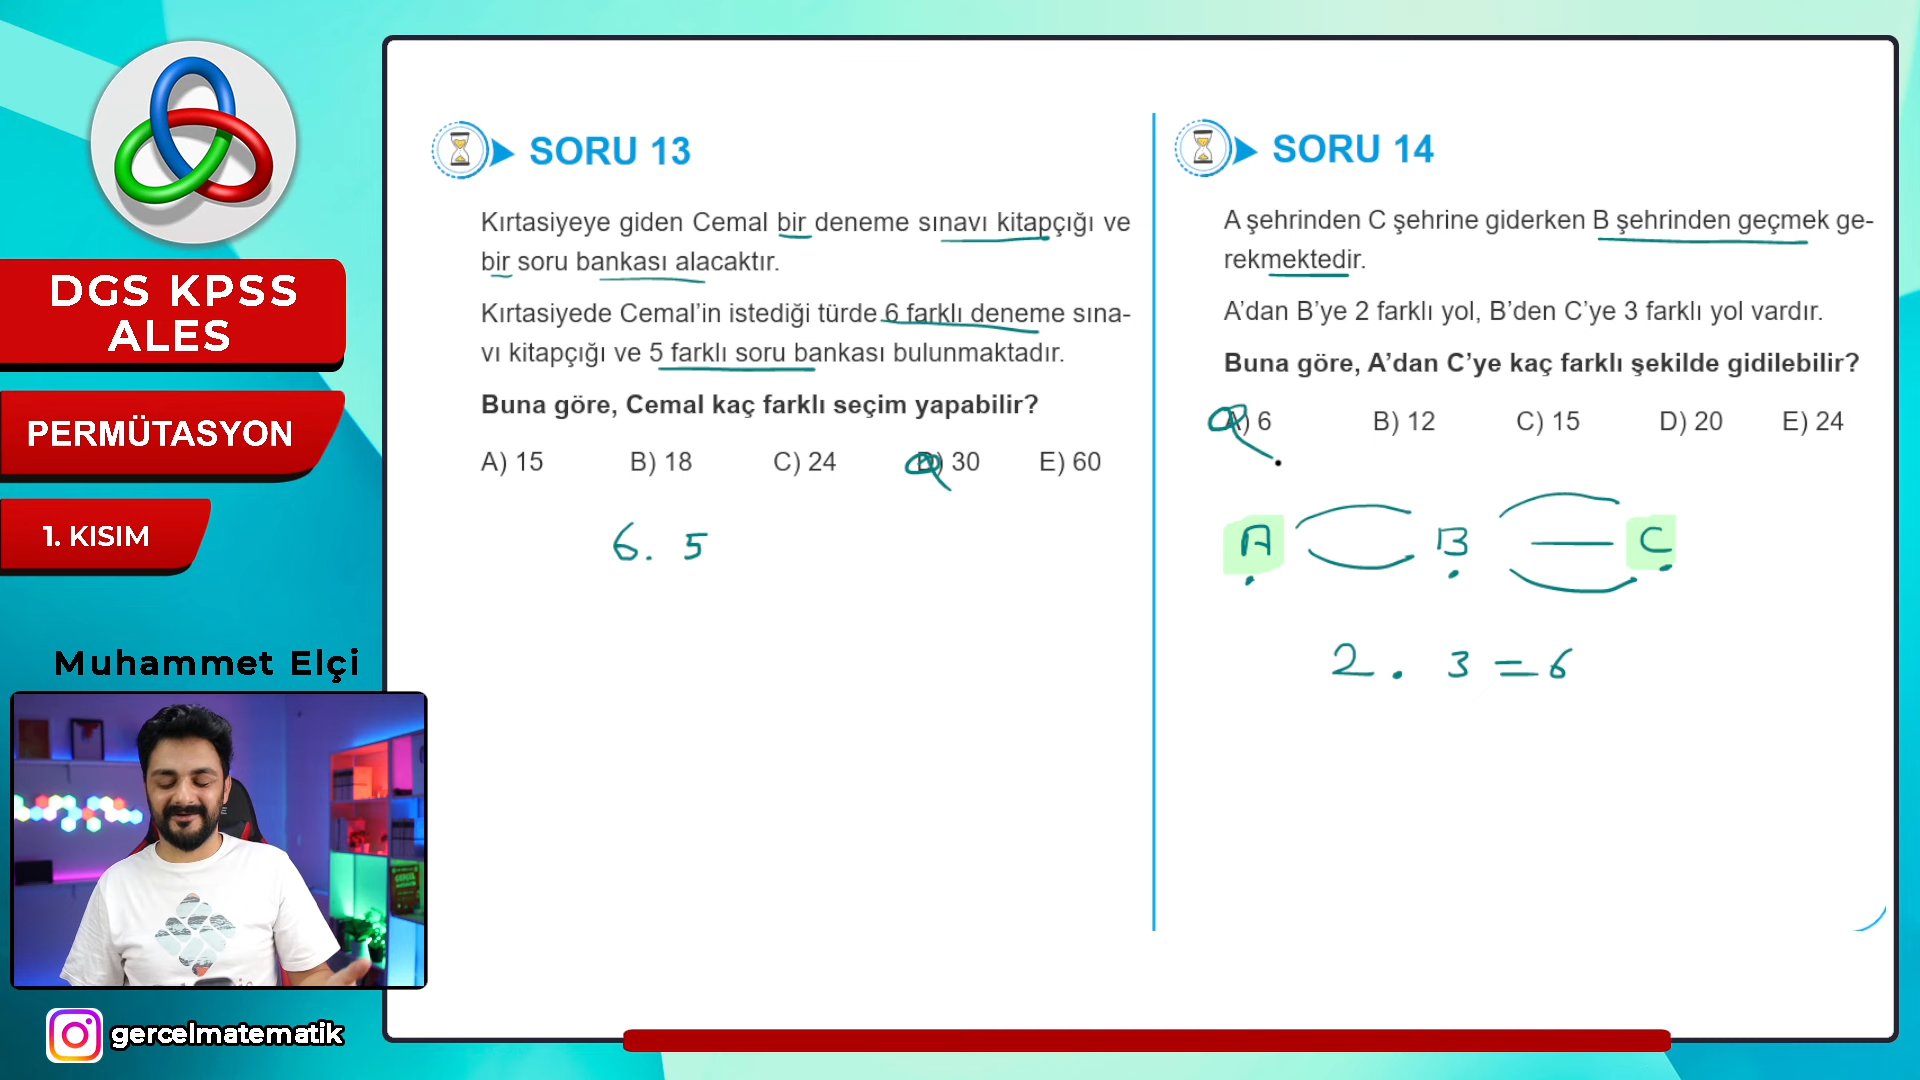 DGS KPSS
ALES
PERMÜTASYON
1. KISIM
Muhammet Elçi
gercelmatematik
SORU 13
Kırtasiyeye giden Cemal bir deneme sınavı kitapçığı ve
bir soru bankası alacaktır.
Kırtasiyede Cemal’in istediği türde 6 farklı deneme sına-
vı kitapçığı ve 5 farklı soru bankası bulunmaktadır.
Buna göre, Cemal kaç farklı seçim yapabilir?
A) 15 B) 18 C) 24 D) 30 E) 60
6. 5
SORU 14
A şehrinden C şehrine giderken B şehrinden geçmek ge-
rekmektedir.
A’dan B’ye 2 farklı yol, B’den C’ye 3 farklı yol vardır.
Buna göre, A’dan C’ye kaç farklı şekilde gidilebilir?
A) 6 B) 12 C) 15 D) 20 E) 24
A B C
2 . 3 = 6